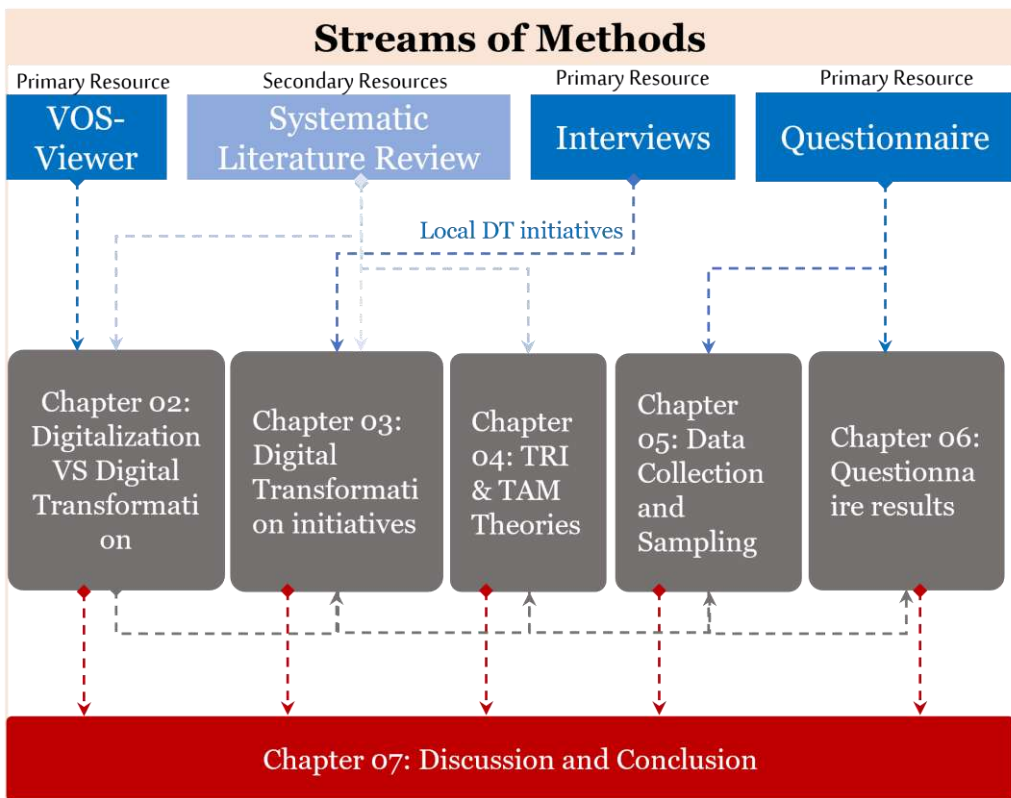 Streams of Methods
Primary Resource
Secondary Resources
Primary Resource
Primary Resource
VOS-
Viewer
Systematic
Literature Review
Interviews
Questionnaire
Local DT initiatives
Chapter 02:
Digitalization
VS Digital
Transformati
on
Chapter 03:
Digital
Transformati
on initiatives
Chapter
04: TRI
& TAM
Theories
Chapter
05: Data
Collection
and
Sampling
Chapter 06:
Questionna
ire results
Chapter 07: Discussion and Conclusion